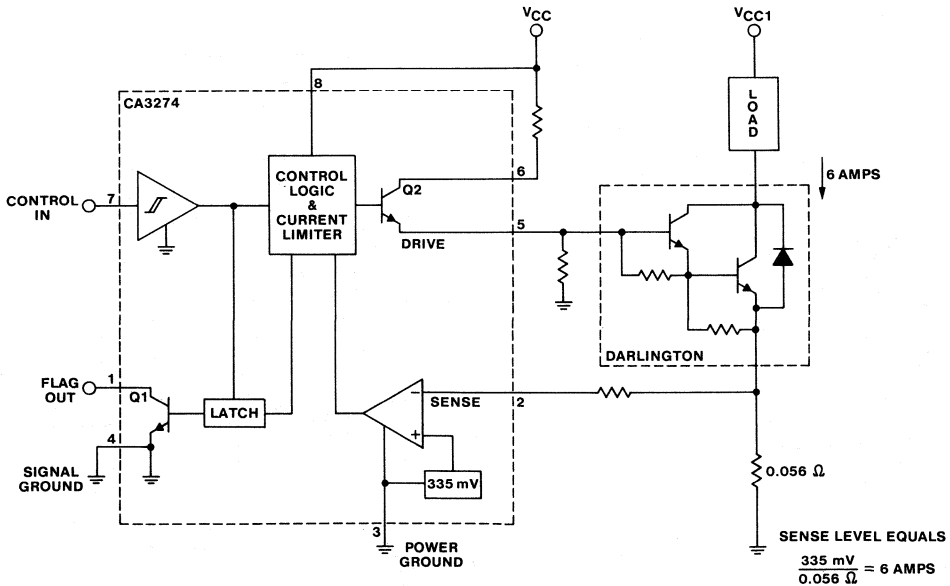 VCC
VCC1
8
CA3274
LOAD
6
6 AMPS
CONTROL LOGIC & CURRENT LIMITER
Q2
CONTROL IN
7
5
DRIVE
DARLINGTON
FLAG OUT
1
Q1
LATCH
SENSE
2
−
+
4
SIGNAL GROUND
335 mV
0.056 Ω
3
POWER GROUND
SENSE LEVEL EQUALS
335 mV
0.056 Ω
= 6 AMPS